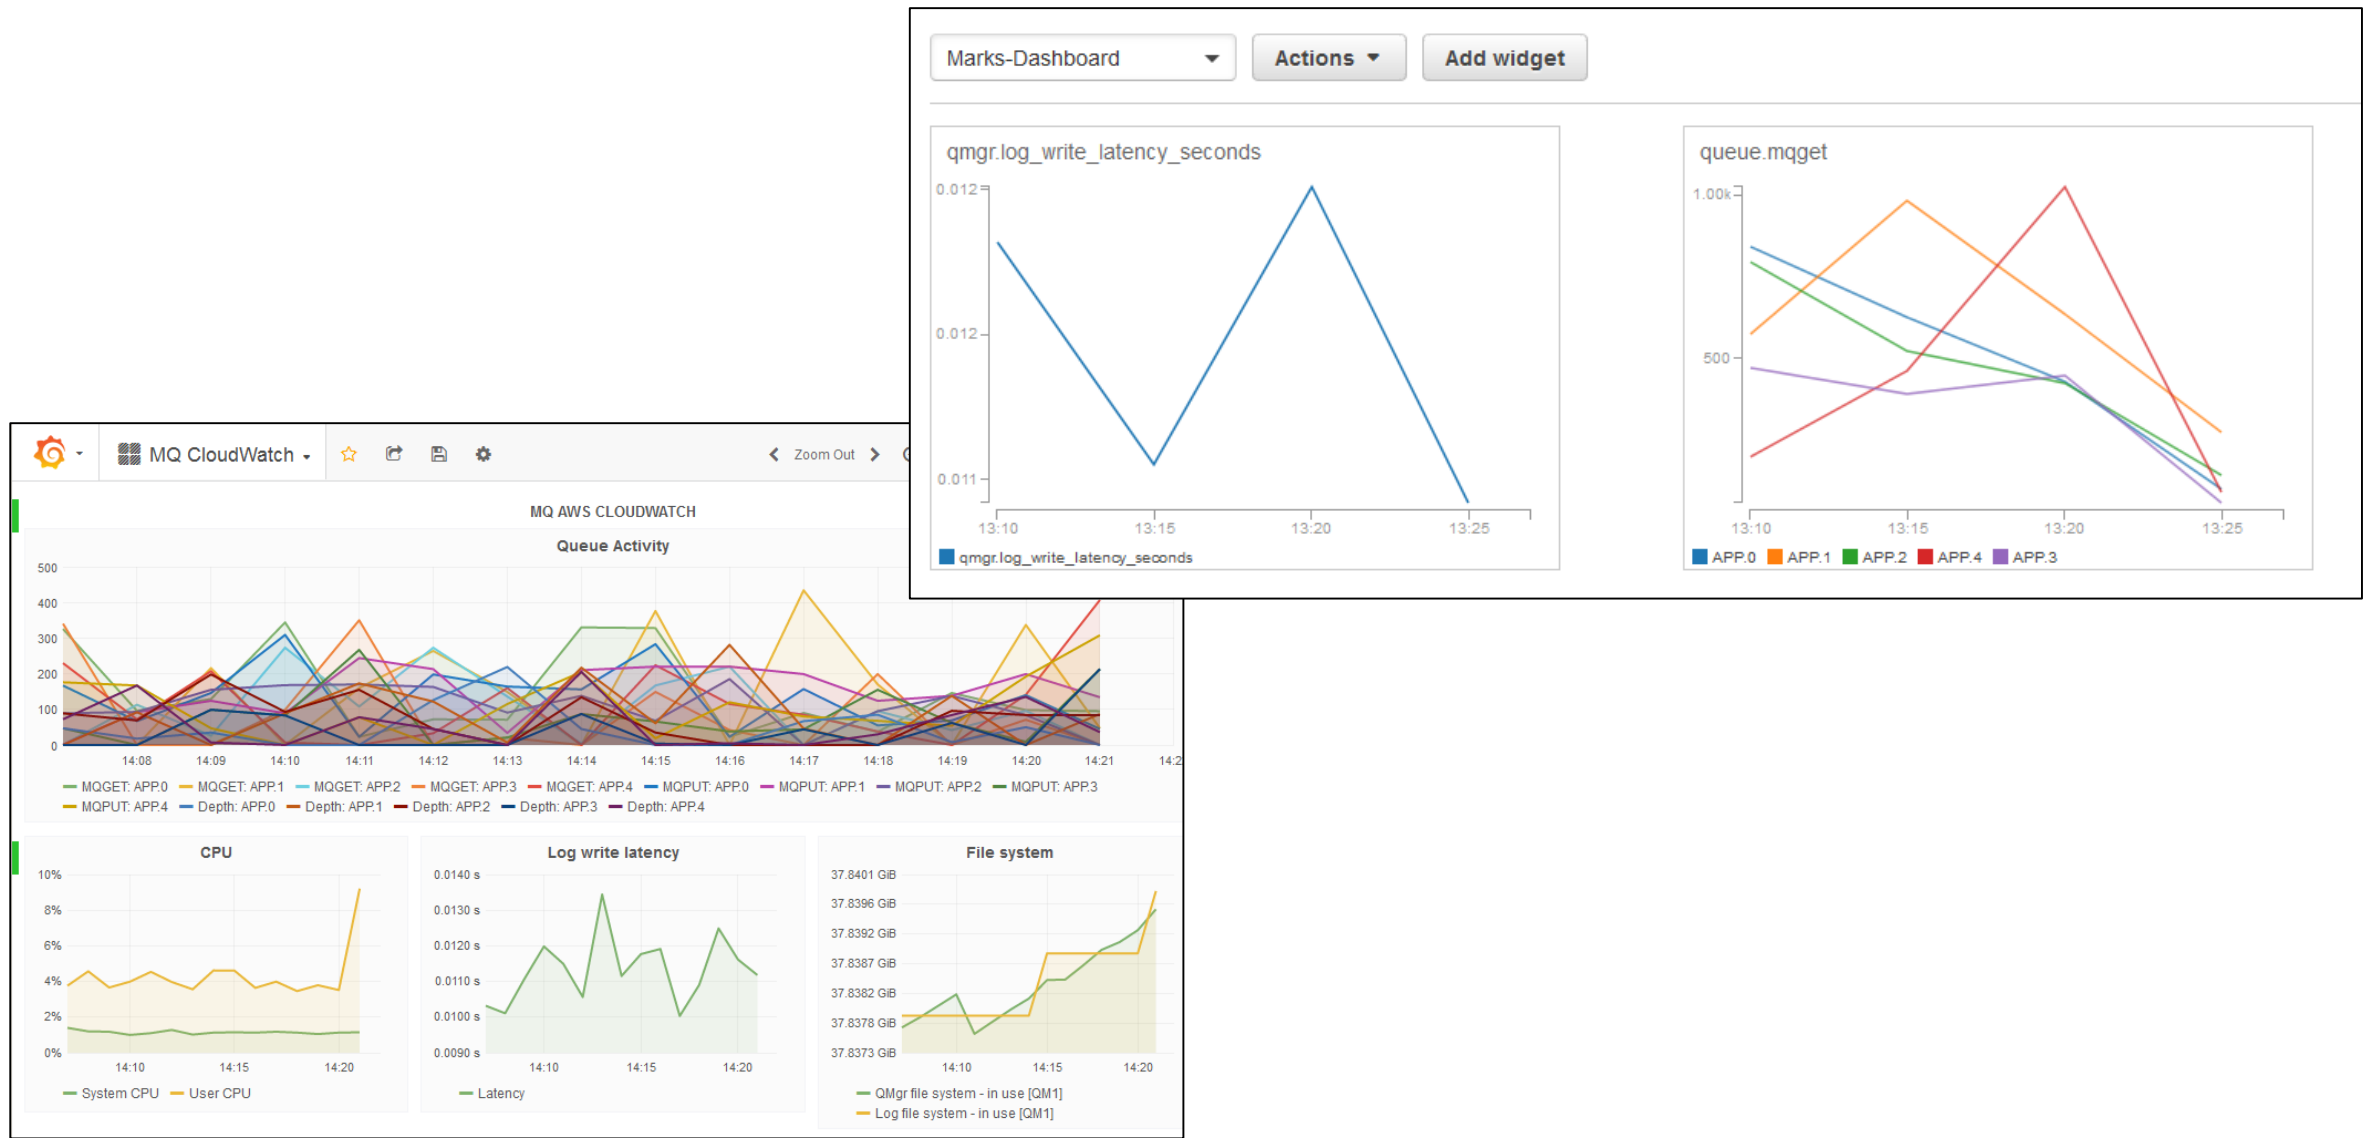 Marks-Dashboard Actions Add widget
qmgr.log_write_latency_seconds
0.012
0.012
0.011
13:10 13:15 13:20 13:25
qmgr.log_write_latency_seconds
queue.mqget
1.00k
500
13:10 13:15 13:20 13:25
APP.0 APP.1 APP.2 APP.4 APP.3
MQ CloudWatch Zoom Out
MQ AWS CLOUDWATCH
Queue Activity
500
400
300
200
100
0
14:08 14:09 14:10 14:11 14:12 14:13 14:14 14:15 14:16 14:17 14:18 14:19 14:20 14:21 14:2
MQGET: APP.0 MQGET: APP.1 MQGET: APP.2 MQGET: APP.3 MQGET: APP.4 MQPUT: APP.0 MQPUT: APP.1 MQPUT: APP.2 MQPUT: APP.3
MQPUT: APP.4 Depth: APP.0 Depth: APP.1 Depth: APP.2 Depth: APP.3 Depth: APP.4
CPU
10%
8%
6%
4%
2%
0%
14:10 14:15 14:20
System CPU User CPU
Log write latency
0.0140 s
0.0130 s
0.0120 s
0.0110 s
0.0100 s
0.0090 s
14:10 14:15 14:20
Latency
File system
37.8401 GiB
37.8396 GiB
37.8392 GiB
37.8387 GiB
37.8382 GiB
37.8378 GiB
37.8373 GiB
14:10 14:15 14:20
QMgr file system - in use [QM1]
Log file system - in use [QM1]